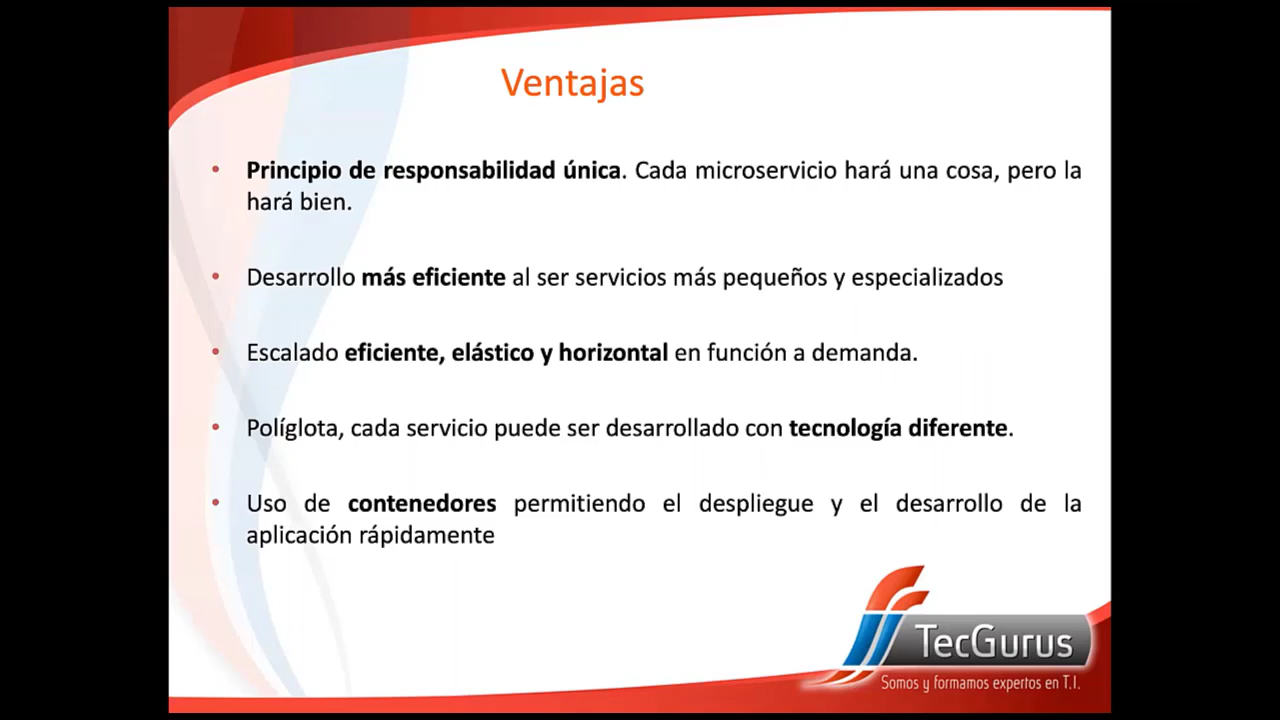 Ventajas
• Principio de responsabilidad única. Cada microservicio hará una cosa, pero la
hará bien.
• Desarrollo más eficiente al ser servicios más pequeños y especializados
• Escalado eficiente, elástico y horizontal en función a demanda.
• Políglota, cada servicio puede ser desarrollado con tecnología diferente.
• Uso de contenedores permitiendo el despliegue y el desarrollo de la
aplicación rápidamente
TecGurus
Somos y formamos expertos en T.I.